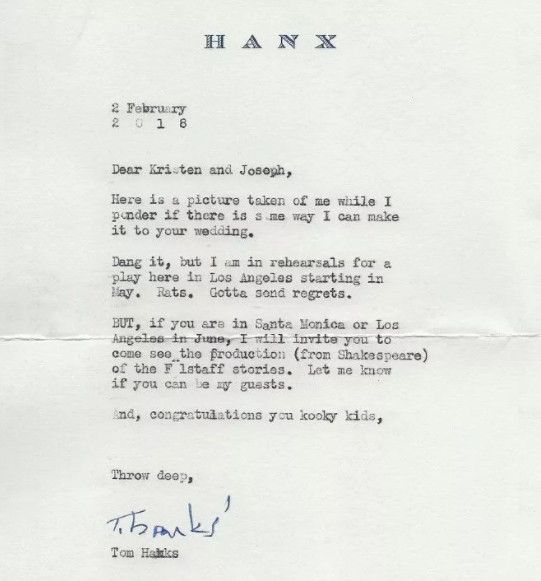 HANX
2 February
2 0 1 8
Dear Kristen and Joseph,
Here is a picture taken of me while I
ponder if there is some way I can make
it to your wedding.
Dang it, but I am in rehearsals for a
play here in Los Angeles starting in
May. Rats. Gotta send regrets.
BUT, if you are in Santa Monica or Los
Angeles in June, I will invite you to
come see the production (from Shakespeare)
of the F lstaff stories. Let me know
if you can be my guests.
And, congratulations you kooky kids,
Throw deep,
T. hanks
Tom Hanks